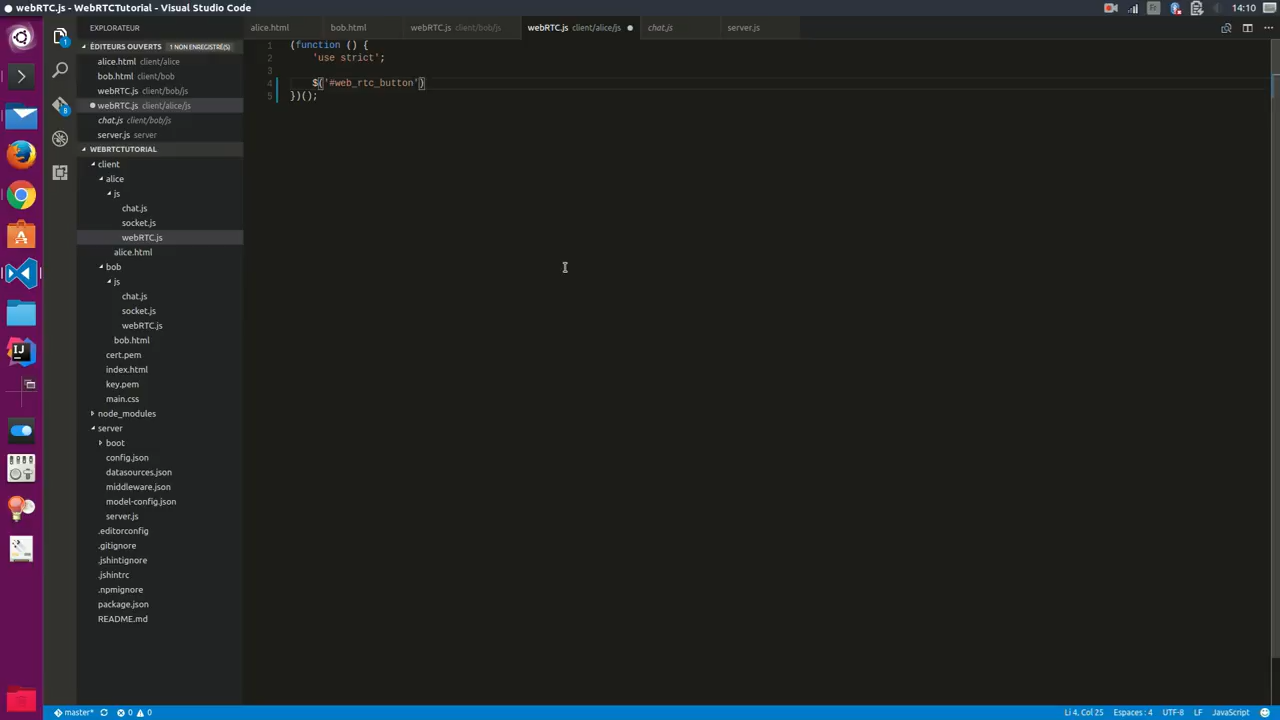 webRTC.js - WebRTCTutorial - Visual Studio Code
Fr
14:10
EXPLORATEUR
ÉDITEURS OUVERTS 1 NON ENREGISTRÉ(S)
alice.html client/alice
bob.html client/bob
webRTC.js client/bob/js
webRTC.js client/alice/js
chat.js client/bob/js
server.js server
WEBRTCTUTORIAL
client
alice
js
chat.js
socket.js
webRTC.js
alice.html
bob
js
chat.js
socket.js
webRTC.js
bob.html
cert.pem
index.html
key.pem
main.css
node_modules
server
boot
config.json
datasources.json
middleware.json
model-config.json
server.js
.editorconfig
.gitignore
.jshintignore
.jshintrc
.npmignore
package.json
README.md
alice.html
bob.html
webRTC.js client/bob/js
webRTC.js client/alice/js
chat.js
server.js
1 (function () {
2 'use strict';
3
4 $('#web_rtc_button')
5 })();
master*
0 0
Li 4, Col 25
Espaces : 4
UTF-8
LF
JavaScript